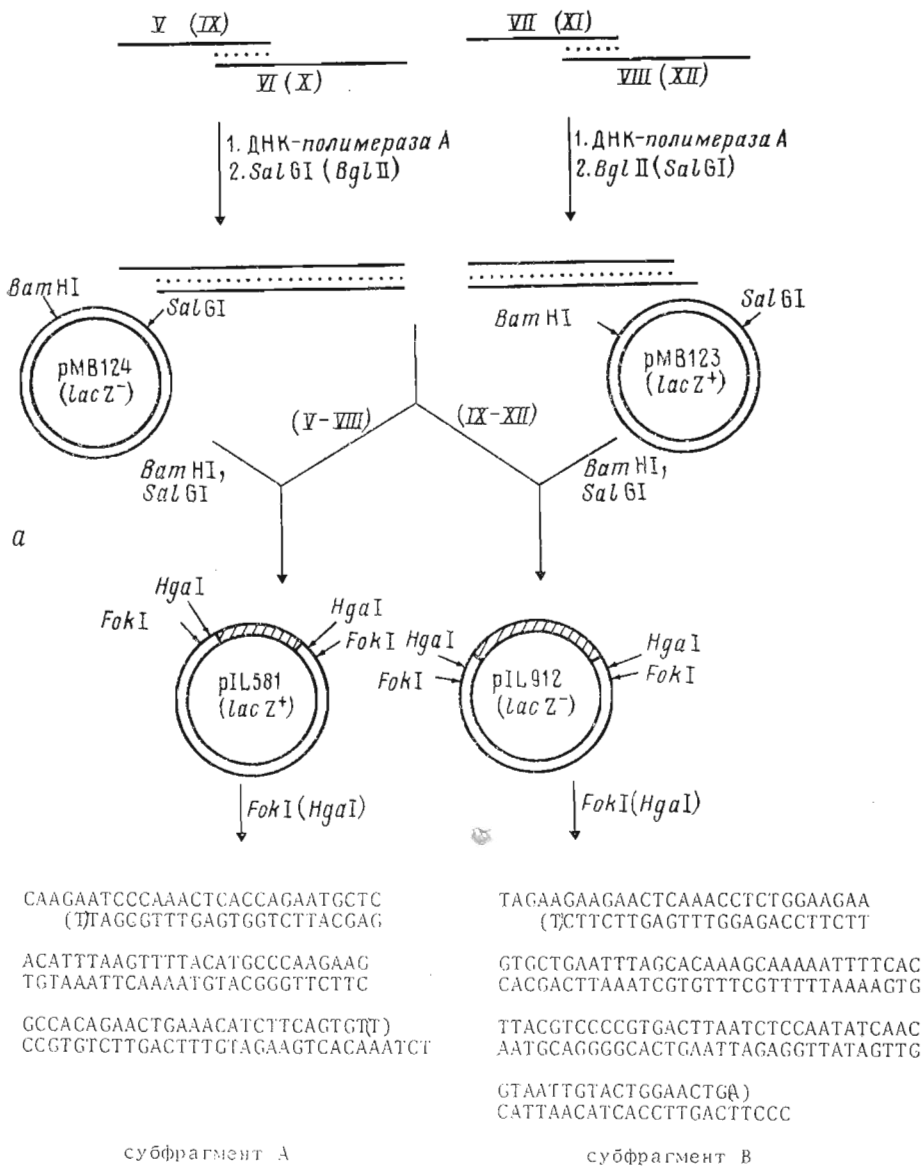 V (IX)
VII (XI)
VI (X)
VIII (XII)
1. ДНК-полимераза А
2. SalGI (BglII)
1. ДНК-полимераза А
2. BglII (SalGI)
BamHI
SalGI
pMB124
(lacZ⁻)
BamHI
SalGI
pMB123
(lacZ⁺)
(V-VIII)
(IX-XII)
BamHI,
SalGI
BamHI,
SalGI
а
HgaI
FokI
HgaI
FokI
pIL581
(lacZ⁺)
HgaI
FokI
HgaI
FokI
pIL912
(lacZ⁻)
FokI(HgaI)
FokI(HgaI)
CAAGAATCCCAAACTCACCAGAATGCTC
(T)TAGCGTTTGAGTGGTCTTACGAG
ACATTTAAGTTTTACATGCCCAAGAAG
TGTAAATTCAAAATGTACGGGTTCTTC
GCCACAGAACTGAAACATCTTCAGTGT(T)
CCGTGTCTTGACTTTGTAGAAGTCACAAATCT
субфрагмент А
TAGAAGAAGAACTCAAACCTCTGGAAGAA
(T)CTTCTTGAGTTTGGAGACCTTCTT
GTGCTGAATTTAGCACAAAGCAAAAATTTTCAC
CACGACTTAAATCGTGTTTCGTTTTTAAAAGTG
TTACGTCCCCGTGACTTAATCTCCAATATCAAC
AATGCAGGGGCACTGAATTAGAGGTTATAGTTG
GTAATTGTACTGGAACTG(A)
CATTAACATCACCTTGACTTCCC
субфрагмент В